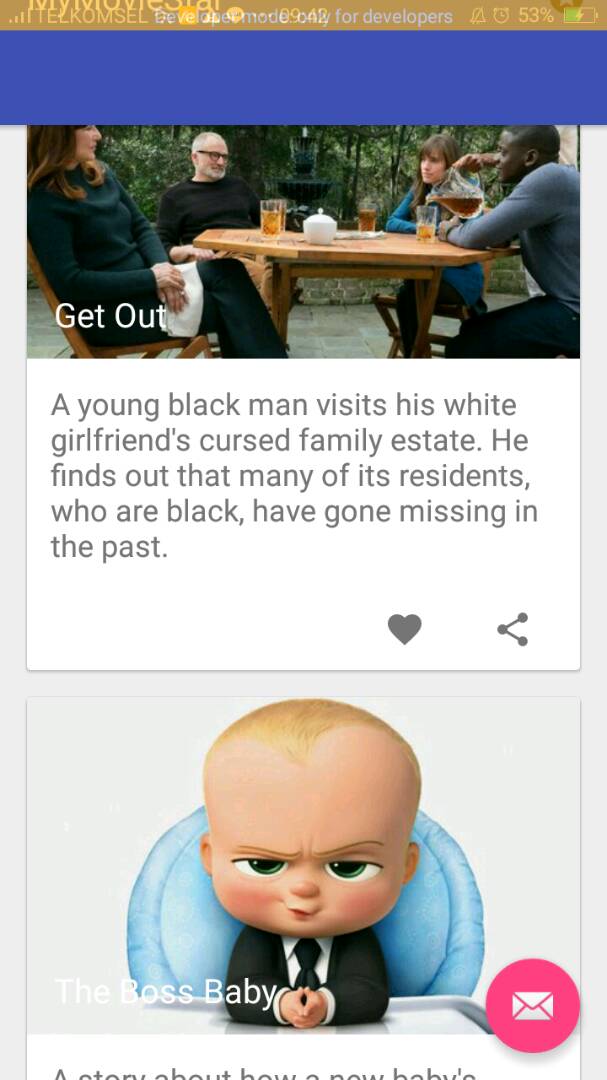 MyMovieStar
TELKOMSEL Developer mode: only for developers 09:42 53%
Get Out
A young black man visits his white
girlfriend's cursed family estate. He
finds out that many of its residents,
who are black, have gone missing in
the past.
The Boss Baby
A story about how a new baby's